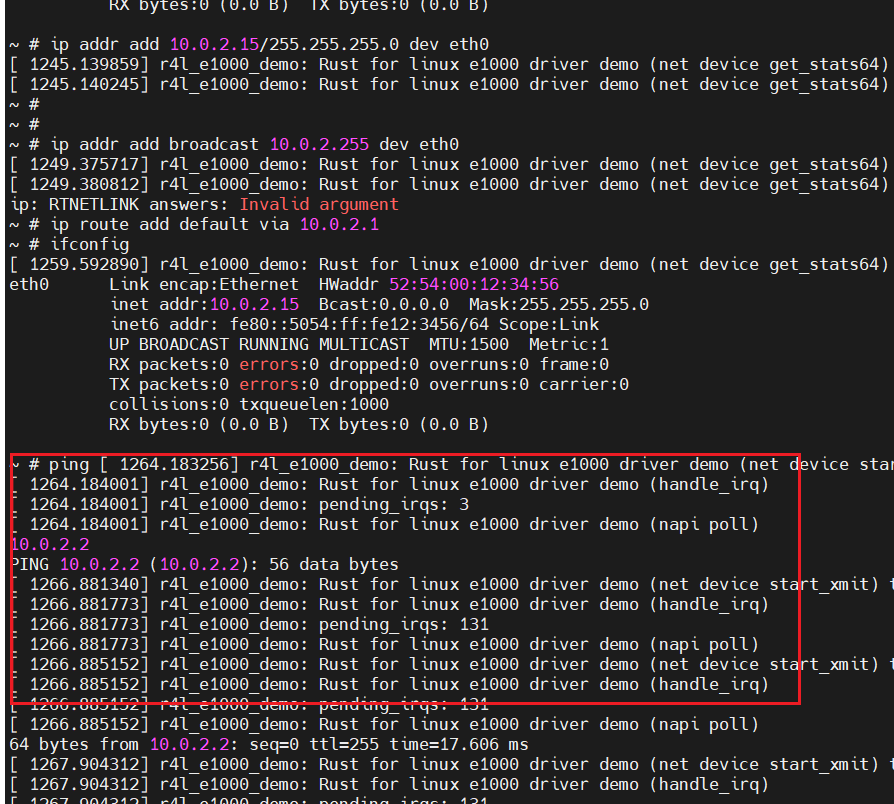 RX bytes:0 (0.0 B)  TX bytes:0 (0.0 B)
~ # ip addr add 10.0.2.15/255.255.255.0 dev eth0
[ 1245.139859] r4l_e1000_demo: Rust for linux e1000 driver demo (net device get_stats64)
[ 1245.140245] r4l_e1000_demo: Rust for linux e1000 driver demo (net device get_stats64)
~ #
~ #
~ # ip addr add broadcast 10.0.2.255 dev eth0
[ 1249.375717] r4l_e1000_demo: Rust for linux e1000 driver demo (net device get_stats64)
[ 1249.380812] r4l_e1000_demo: Rust for linux e1000 driver demo (net device get_stats64)
ip: RTNETLINK answers: Invalid argument
~ # ip route add default via 10.0.2.1
~ # ifconfig
[ 1259.592890] r4l_e1000_demo: Rust for linux e1000 driver demo (net device get_stats64)
eth0      Link encap:Ethernet  HWaddr 52:54:00:12:34:56
inet addr:10.0.2.15  Bcast:0.0.0.0  Mask:255.255.255.0
inet6 addr: fe80::5054:ff:fe12:3456/64 Scope:Link
UP BROADCAST RUNNING MULTICAST  MTU:1500  Metric:1
RX packets:0 errors:0 dropped:0 overruns:0 frame:0
TX packets:0 errors:0 dropped:0 overruns:0 carrier:0
collisions:0 txqueuelen:1000
RX bytes:0 (0.0 B)  TX bytes:0 (0.0 B)
~ # ping [ 1264.183256] r4l_e1000_demo: Rust for linux e1000 driver demo (net device star
[ 1264.184001] r4l_e1000_demo: Rust for linux e1000 driver demo (handle_irq)
[ 1264.184001] r4l_e1000_demo: pending_irqs: 3
[ 1264.184001] r4l_e1000_demo: Rust for linux e1000 driver demo (napi poll)
10.0.2.2
PING 10.0.2.2 (10.0.2.2): 56 data bytes
[ 1266.881340] r4l_e1000_demo: Rust for linux e1000 driver demo (net device start_xmit) t
[ 1266.881773] r4l_e1000_demo: Rust for linux e1000 driver demo (handle_irq)
[ 1266.881773] r4l_e1000_demo: pending_irqs: 131
[ 1266.881773] r4l_e1000_demo: Rust for linux e1000 driver demo (napi poll)
[ 1266.885152] r4l_e1000_demo: Rust for linux e1000 driver demo (net device start_xmit) t
[ 1266.885152] r4l_e1000_demo: Rust for linux e1000 driver demo (handle_irq)
[ 1266.885152] r4l_e1000_demo: pending_irqs: 131
[ 1266.885152] r4l_e1000_demo: Rust for linux e1000 driver demo (napi poll)
64 bytes from 10.0.2.2: seq=0 ttl=255 time=17.606 ms
[ 1267.904312] r4l_e1000_demo: Rust for linux e1000 driver demo (net device start_xmit) t
[ 1267.904312] r4l_e1000_demo: Rust for linux e1000 driver demo (handle_irq)
[ 1267.904312] r4l_e1000_demo: pending_irqs: 131